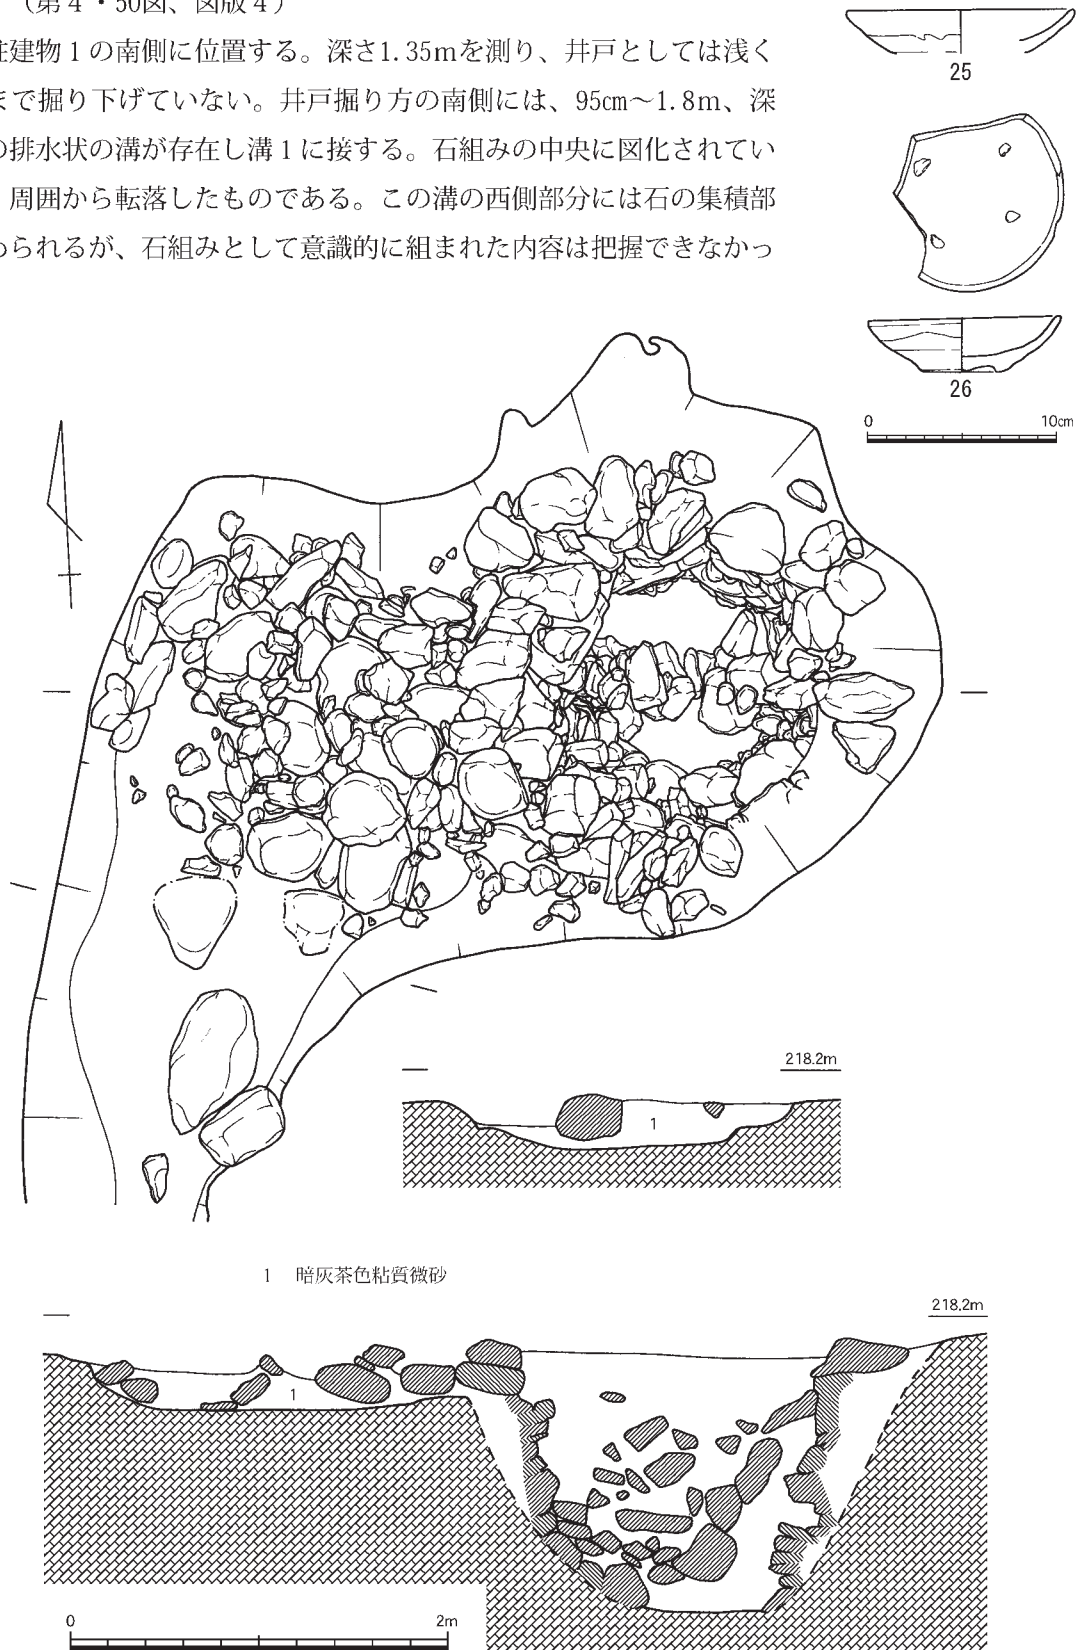 （第４・50図、図版４）
建物１の南側に位置する。深さ1.35mを測り、井戸としては浅く
まで掘り下げていない。井戸掘り方の南側には、95㎝～1.8m、深
の排水状の溝が存在し溝１に接する。石組みの中央に図化されてい
周囲から転落したものである。この溝の西側部分には石の集積部
められるが、石組みとして意識的に組まれた内容は把握できなかっ
25
26
0 10cm
218.2m
1
1 暗灰茶色粘質微砂
218.2m
1
0 2m